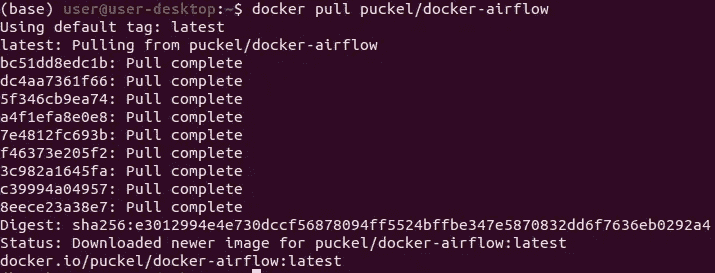 (base) user@user-desktop:~$ docker pull puckel/docker-airflow
Using default tag: latest
latest: Pulling from puckel/docker-airflow
bc51dd8edc1b: Pull complete
dc4aa7361f66: Pull complete
5f346cb9ea74: Pull complete
a4f1efa8e0e8: Pull complete
7e4812fc693b: Pull complete
f46373e205f2: Pull complete
3c982a1645fa: Pull complete
c39994a04957: Pull complete
8eece23a38e7: Pull complete
Digest: sha256:e3012994e4e730dccf56878094ff5524bffbe347e5870832dd6f7636eb0292a4
Status: Downloaded newer image for puckel/docker-airflow:latest
docker.io/puckel/docker-airflow:latest